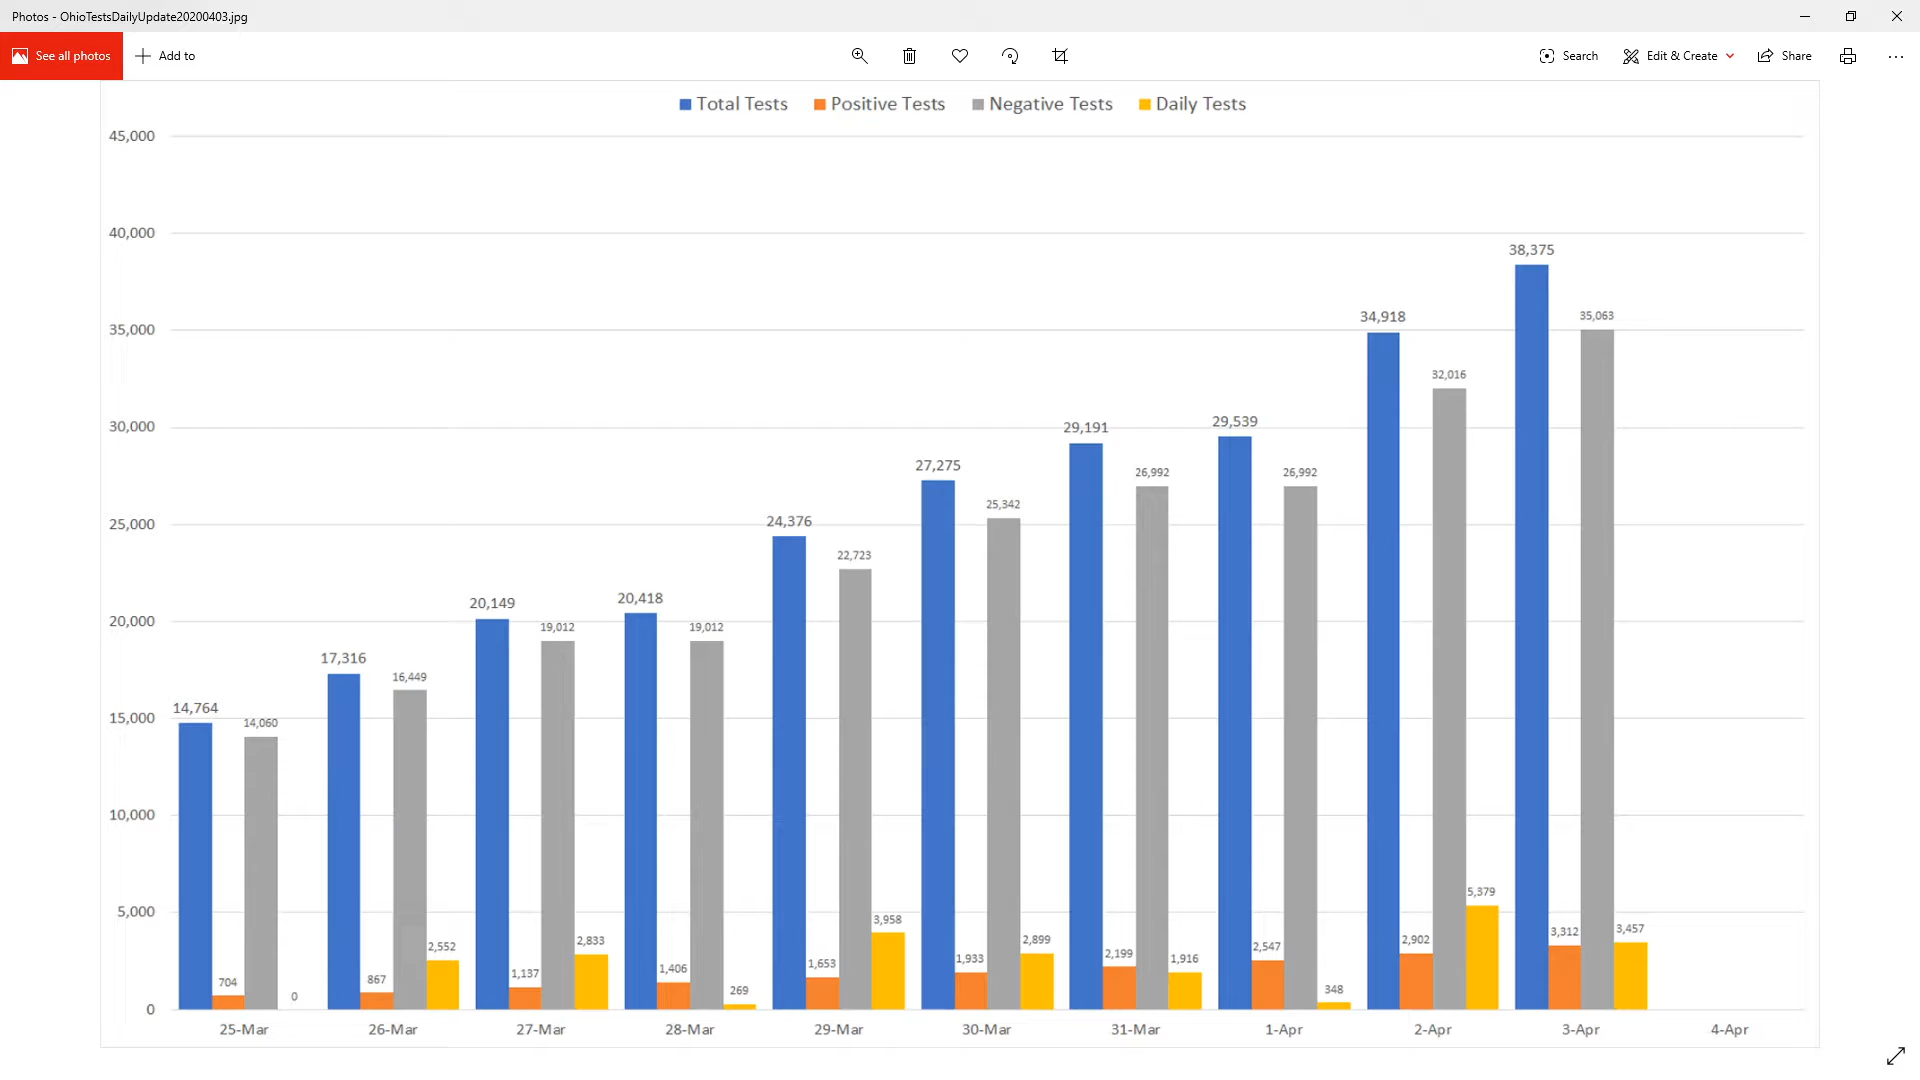 Photos - OhioTestsDailyUpdate20200403.jpg
See all photos
Add to
Search
Edit & Create
Share
Total Tests Positive Tests Negative Tests Daily Tests
45,000
40,000
35,000
30,000
25,000
20,000
15,000
10,000
5,000
0
14,764 704 14,060 0
17,316 867 16,449 2,552
20,149 1,137 19,012 2,833
20,418 1,406 19,012 269
24,376 1,653 22,723 3,958
27,275 1,933 25,342 2,899
29,191 2,199 26,992 1,916
29,539 2,547 26,992 348
34,918 2,902 32,016 5,379
38,375 3,312 35,063 3,457
25-Mar 26-Mar 27-Mar 28-Mar 29-Mar 30-Mar 31-Mar 1-Apr 2-Apr 3-Apr 4-Apr